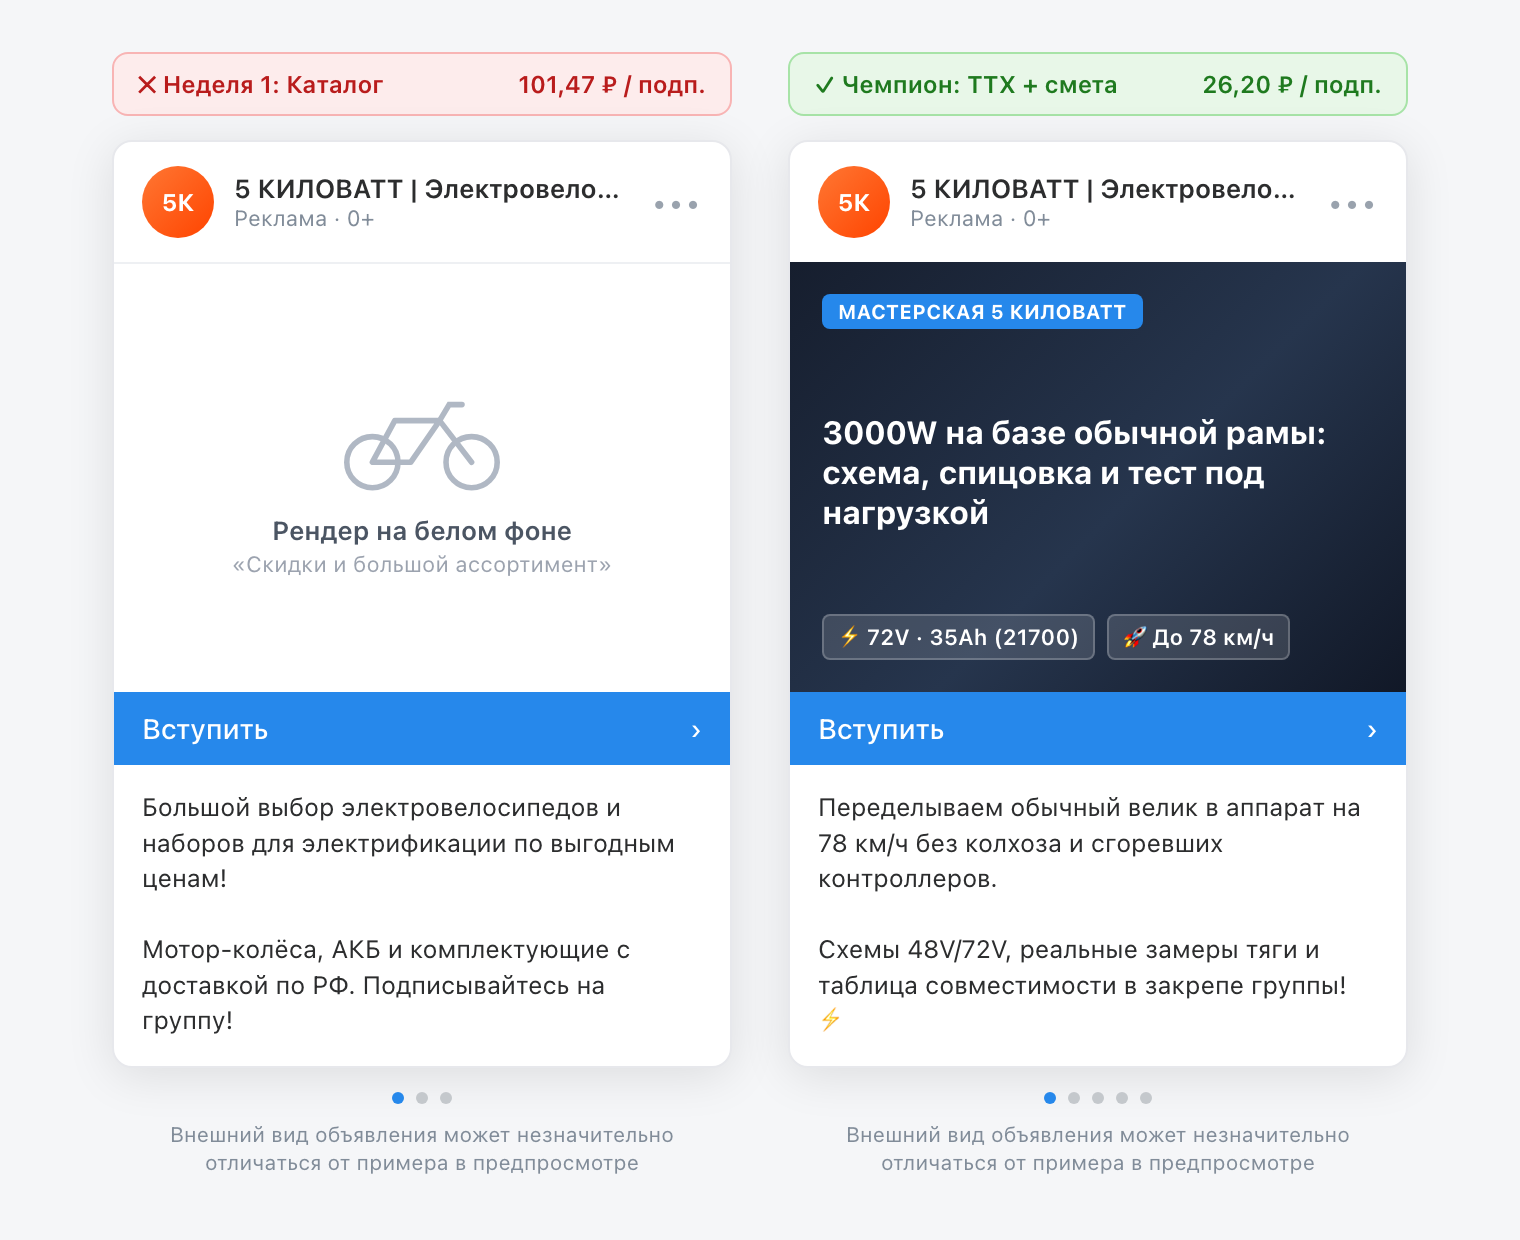 ✕ Неделя 1: Каталог 101,47 ₽ / подп.
5К
5 КИЛОВАТТ | Электровело...
Реклама · 0+
Рендер на белом фоне
«Скидки и большой ассортимент»
Вступить ›
Большой выбор электровелосипедов и
наборов для электрификации по выгодным
ценам!
Мотор-колёса, АКБ и комплектующие с
доставкой по РФ. Подписывайтесь на
группу!
Внешний вид объявления может незначительно
отличаться от примера в предпросмотре
✓ Чемпион: ТТХ + смета 26,20 ₽ / подп.
5К
5 КИЛОВАТТ | Электровело...
Реклама · 0+
МАСТЕРСКАЯ 5 КИЛОВАТТ
3000W на базе обычной рамы:
схема, спицовка и тест под
нагрузкой
⚡ 72V · 35Ah (21700) 🚀 До 78 км/ч
Вступить ›
Переделываем обычный велик в аппарат на
78 км/ч без колхоза и сгоревших
контроллеров.
Схемы 48V/72V, реальные замеры тяги и
таблица совместимости в закрепе группы!
⚡
Внешний вид объявления может незначительно
отличаться от примера в предпросмотре